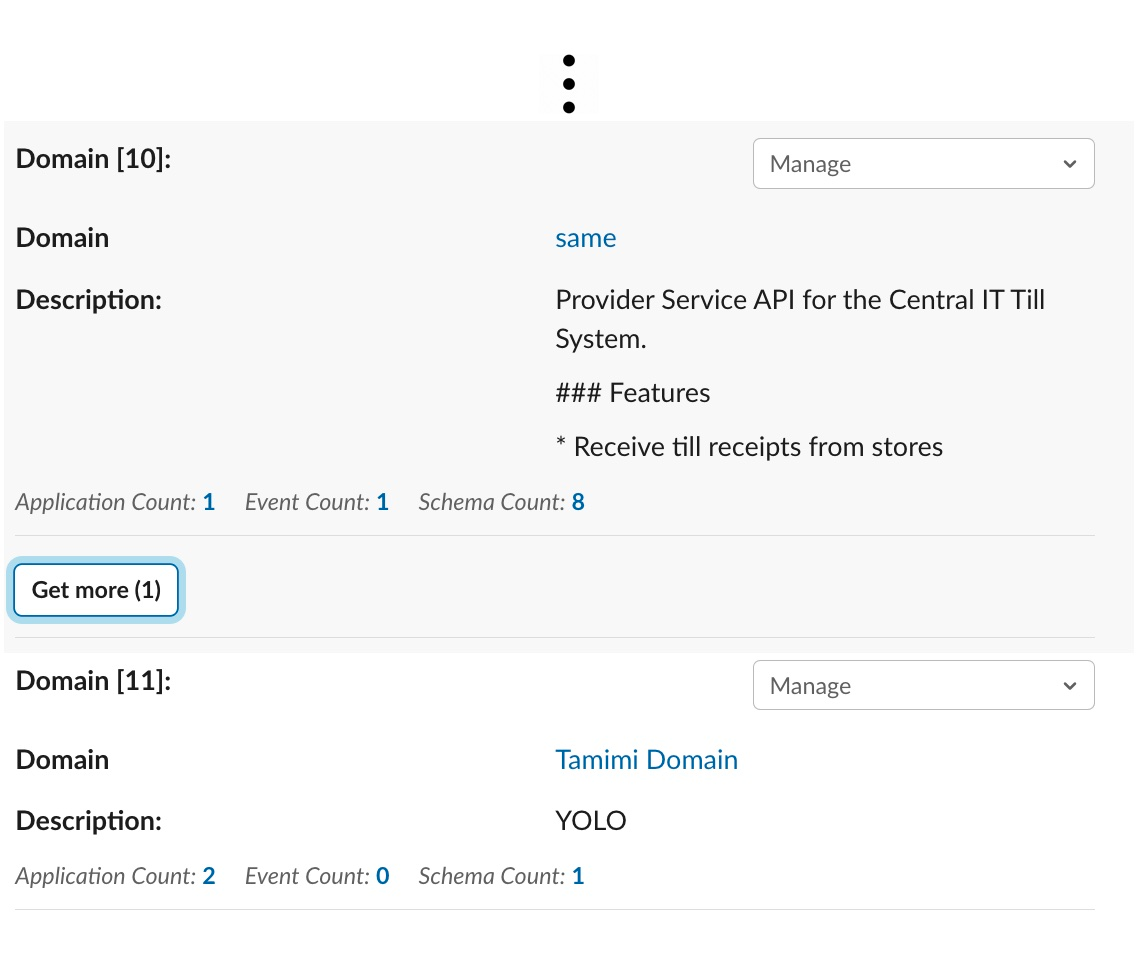 Domain [10]:
Manage
Domain
same
Description:
Provider Service API for the Central IT Till
System.
### Features
* Receive till receipts from stores
Application Count: 1 Event Count: 1 Schema Count: 8
Get more (1)
Domain [11]:
Manage
Domain
Tamimi Domain
Description:
YOLO
Application Count: 2 Event Count: 0 Schema Count: 1